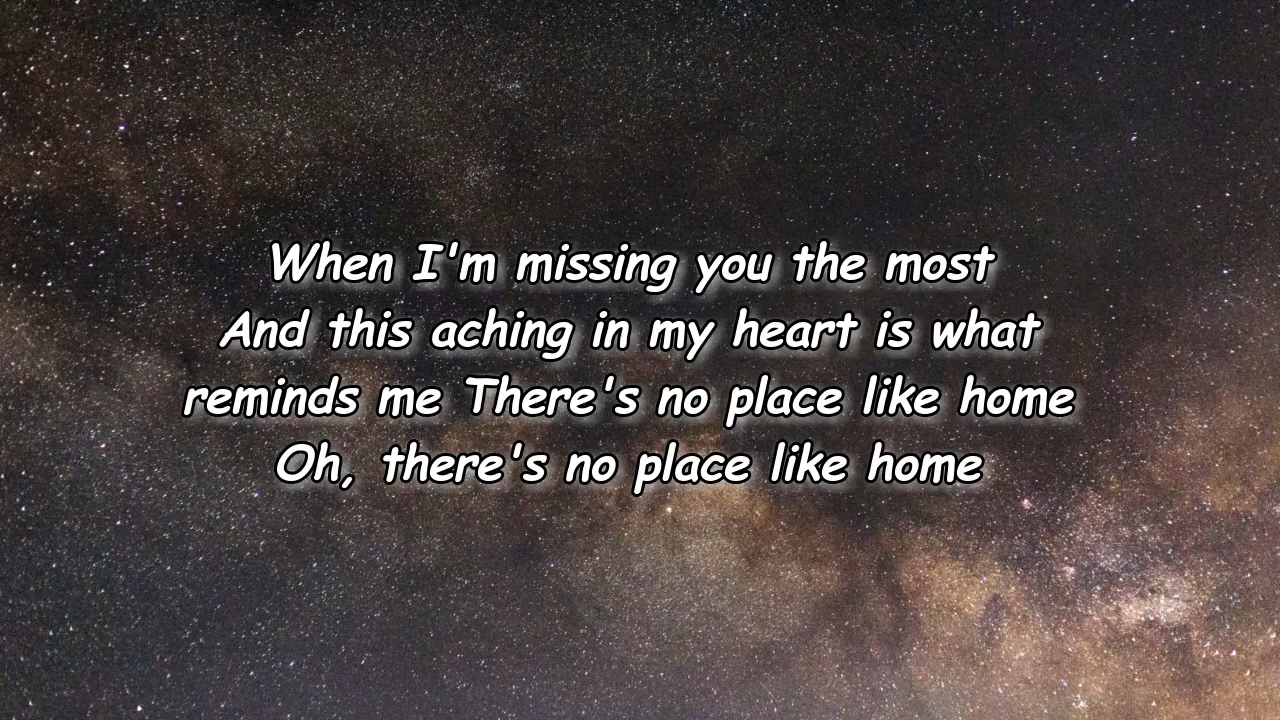 When I'm missing you the most
And this aching in my heart is what
reminds me There's no place like home
Oh, there's no place like home